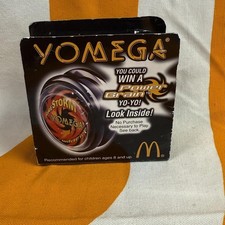 YOMEGA
YOU COULD
WIN A
Power
Brain
YO-YO!
Look Inside!
No Purchase
Necessary to Play.
See back
STORM
YOMEGA
Recommended for children ages 8 and up